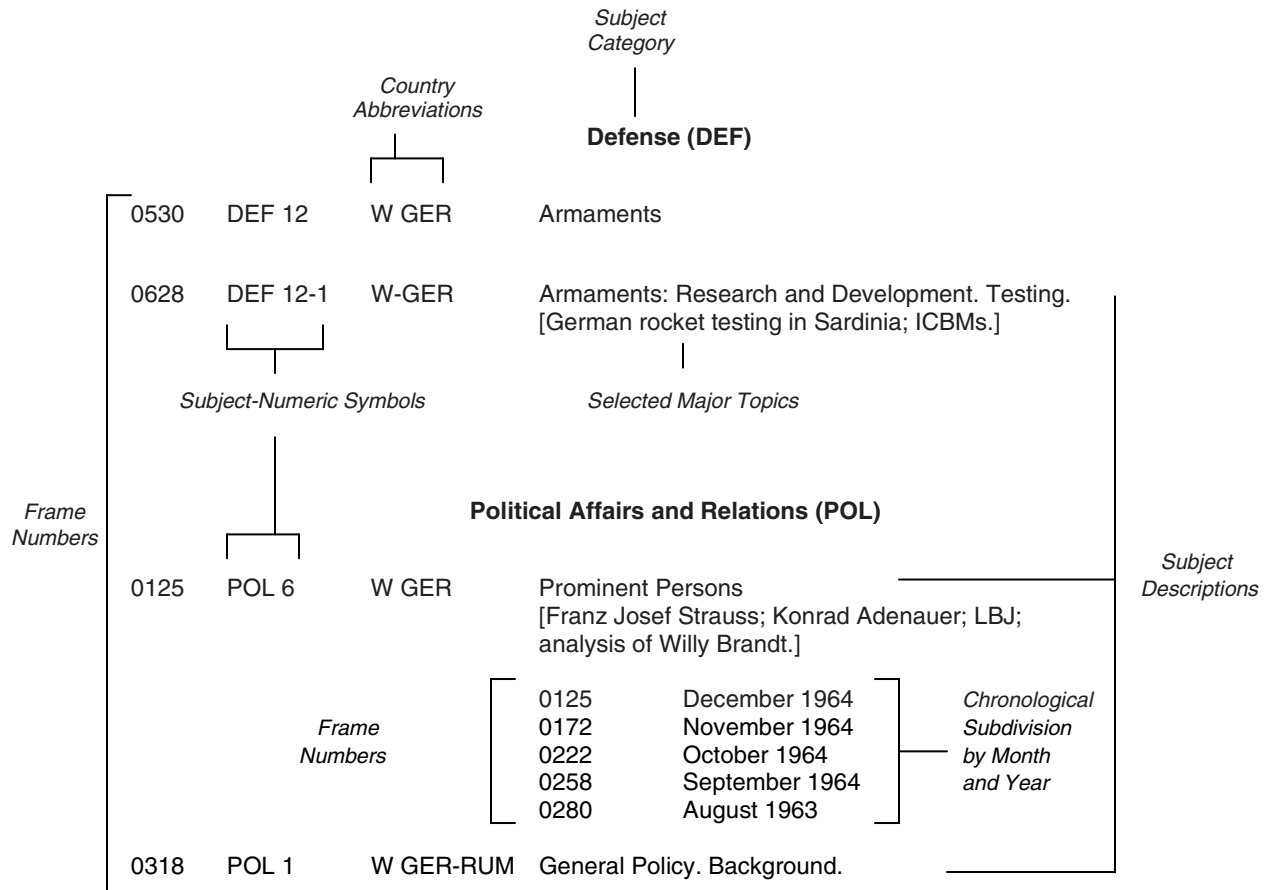 Subject
Category
Country
Abbreviations
Defense (DEF)
0530 DEF 12 W GER Armaments
0628 DEF 12-1 W-GER Armaments: Research and Development. Testing.
[German rocket testing in Sardinia; ICBMs.]
Subject-Numeric Symbols Selected Major Topics
Political Affairs and Relations (POL)
Frame
Numbers
Subject
Descriptions
0125 POL 6 W GER Prominent Persons
[Franz Josef Strauss; Konrad Adenauer; LBJ;
analysis of Willy Brandt.]
Frame
Numbers
0125 December 1964
0172 November 1964
0222 October 1964
0258 September 1964
0280 August 1963
Chronological
Subdivision
by Month
and Year
0318 POL 1 W GER-RUM General Policy. Background.